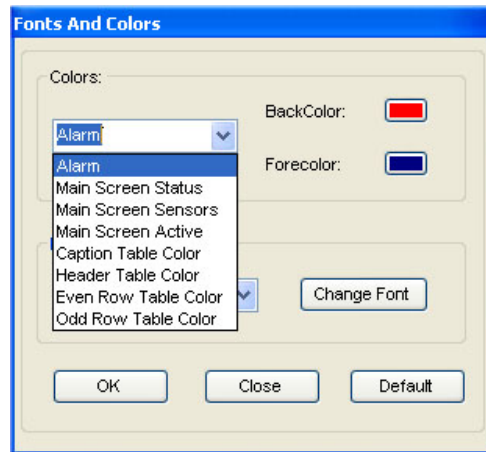 Fonts And Colors
Colors:
BackColor:
Alarm
Forecolor:
Alarm
Main Screen Status
Main Screen Sensors
Main Screen Active
Caption Table Color
Header Table Color
Even Row Table Color
Odd Row Table Color
Change Font
OK
Close
Default